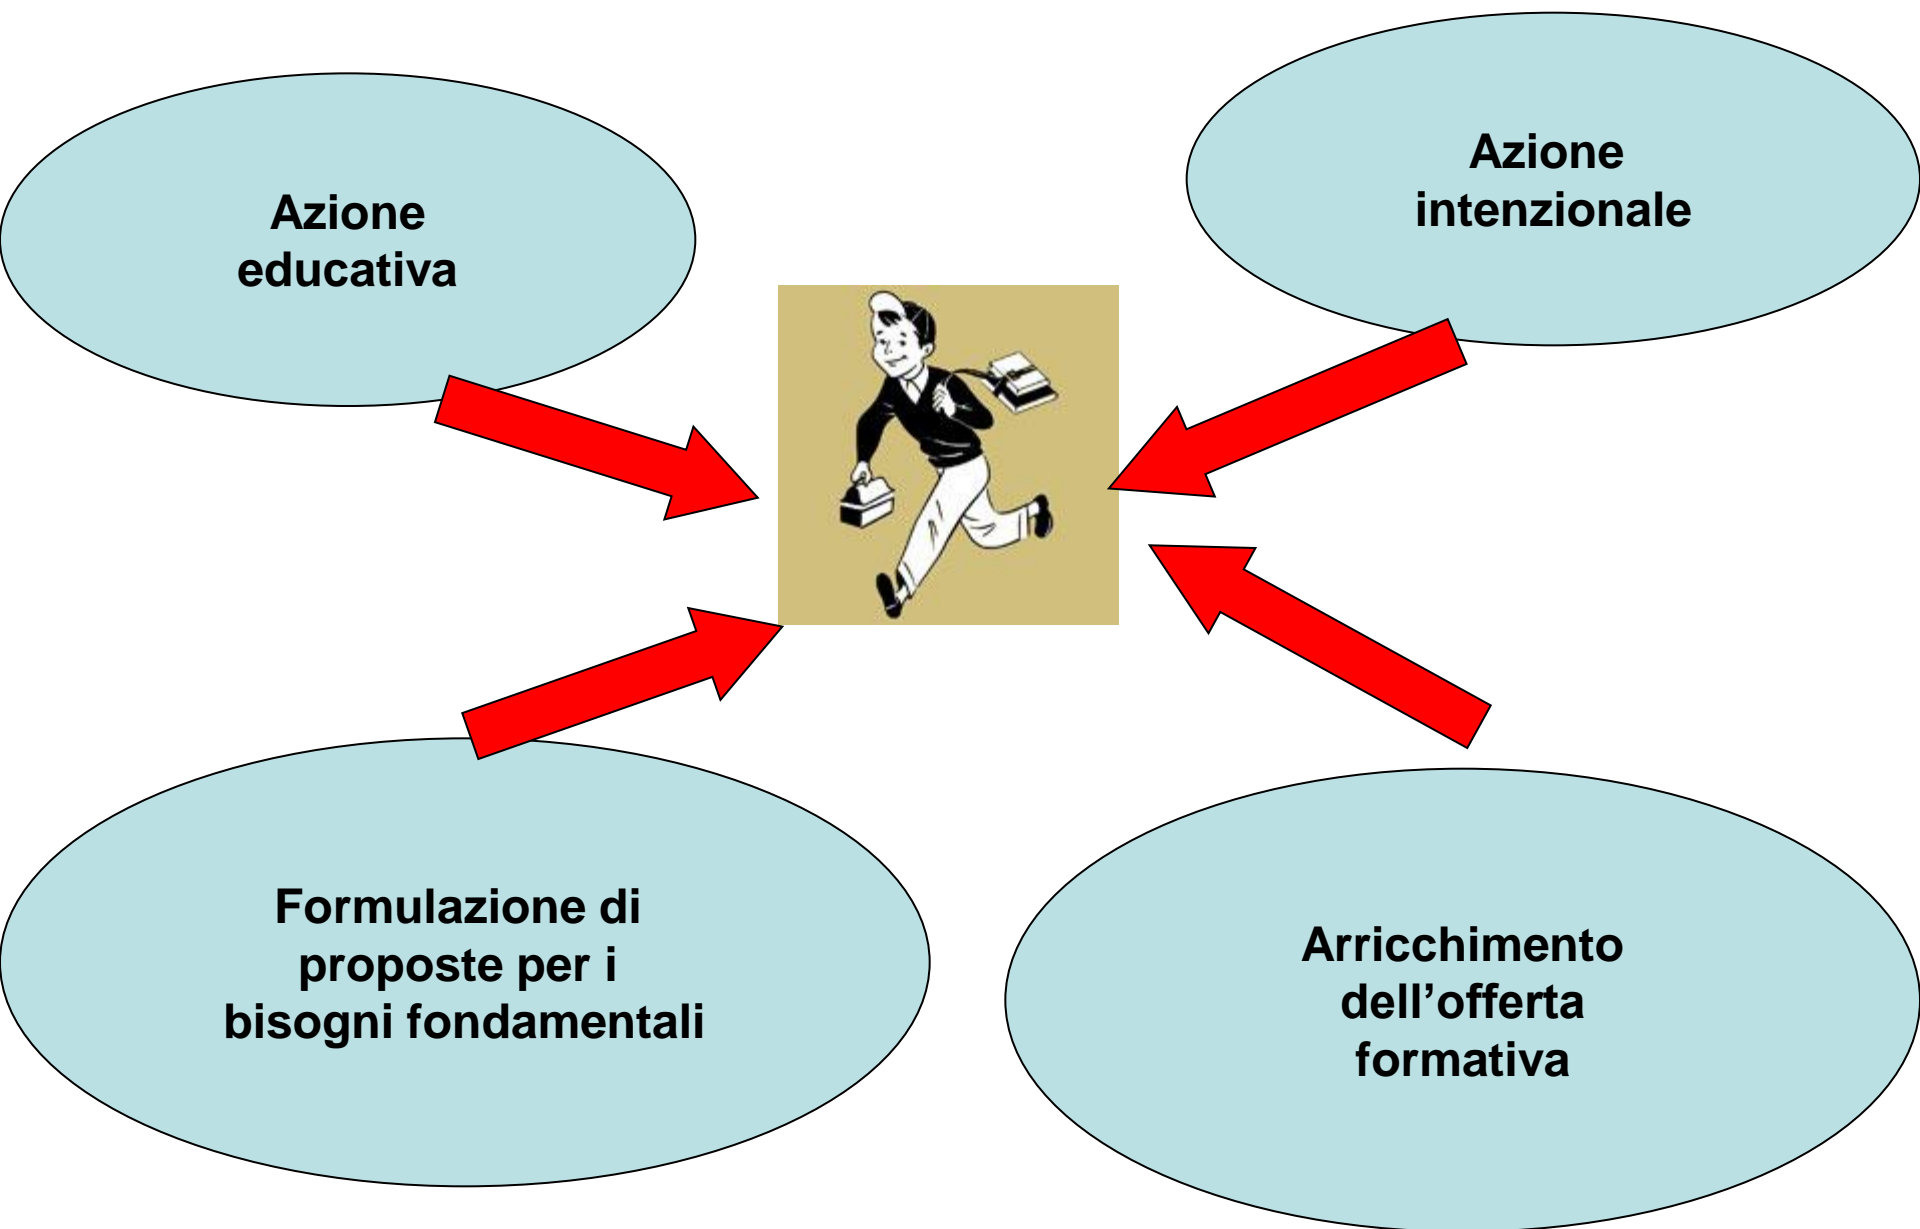 Azione
educativa
Azione
intenzionale
Formulazione di
proposte per i
bisogni fondamentali
Arricchimento
dell’offerta
formativa